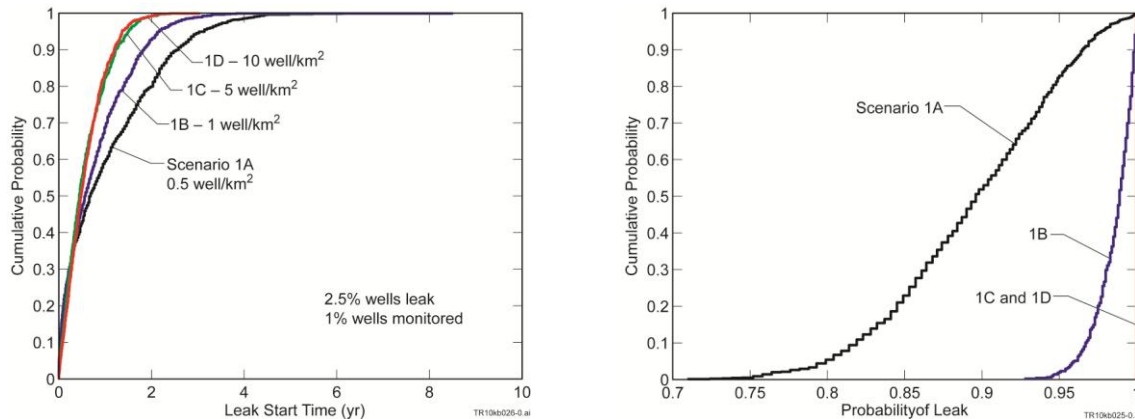 1
0.9
0.8
0.7
0.6
0.5
0.4
0.3
0.2
0.1
0
Cumulative Probability
1D – 10 well/km2
1C – 5 well/km2
1B – 1 well/km2
Scenario 1A
0.5 well/km2
2.5% wells leak
1% wells monitored
0 2 4 6 8 10
Leak Start Time (yr)
TR10kb026-0.ai
1
0.9
0.8
0.7
0.6
0.5
0.4
0.3
0.2
0.1
0
Cumulative Probability
Scenario 1A
1B
1C and 1D
0.7 0.75 0.8 0.85 0.9 0.95
Probabilityof Leak
TR10kb025-0.